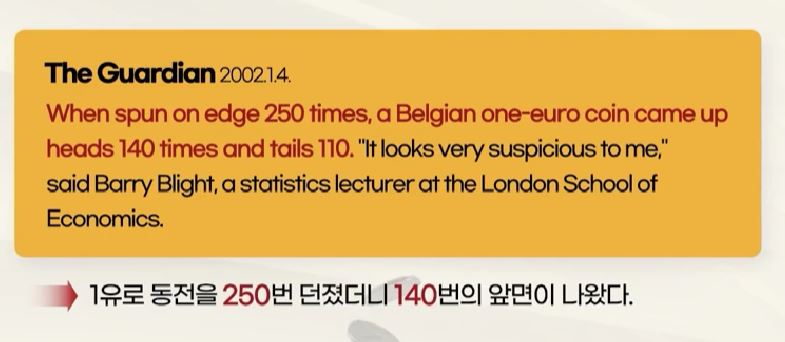 The Guardian 2002.1.4.
When spun on edge 250 times, a Belgian one-euro coin came up
heads 140 times and tails 110. "It looks very suspicious to me,"
said Barry Blight, a statistics lecturer at the London School of
Economics.
1유로 동전을 250번 던졌더니 140번의 앞면이 나왔다.